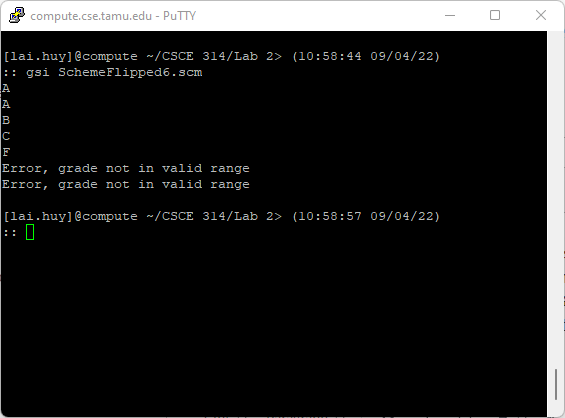 compute.cse.tamu.edu - PuTTY
[lai.huy]@compute ~/CSCE 314/Lab 2> (10:58:44 09/04/22)
:: gsi SchemeFlipped6.scm
A
A
B
C
F
Error, grade not in valid range
Error, grade not in valid range
[lai.huy]@compute ~/CSCE 314/Lab 2> (10:58:57 09/04/22)
::